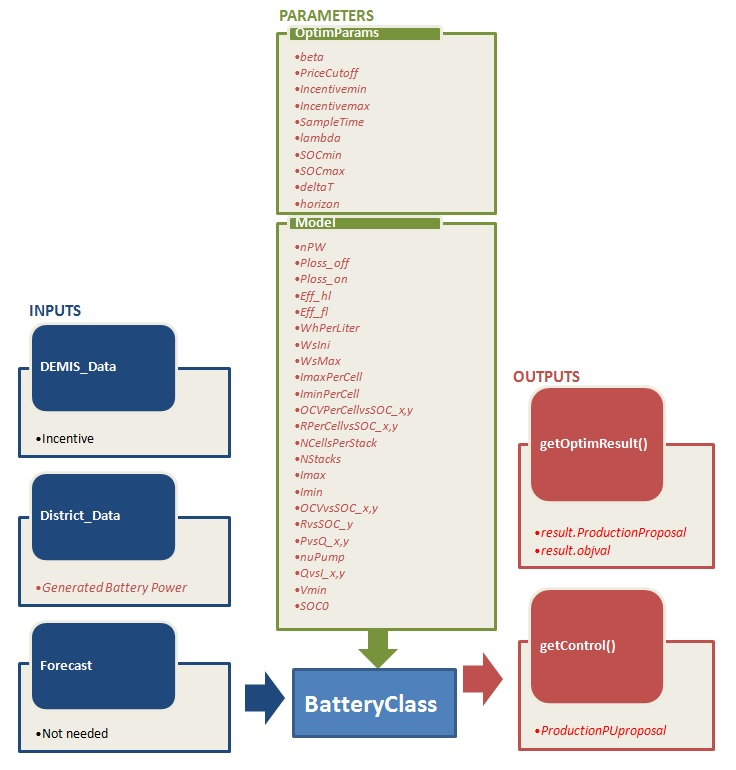 PARAMETERS
OptimParams
•beta
•PriceCutoff
•Incentivemin
•Incentivemax
•SampleTime
•lambda
•SOCmin
•SOCmax
•deltaT
•horizon
Model
•nPW
•Ploss_off
•Ploss_on
•Eff_hl
•Eff_fl
•WhPerLiter
•WsIni
•WsMax
•ImaxPerCell
•IminPerCell
•OCVPerCellvsSOC_x,y
•RPerCellvsSOC_x,y
•NCellsPerStack
•NStacks
•Imax
•Imin
•OCVvsSOC_x,y
•RvsSOC_y
•PvsQ_x,y
•nuPump
•QvsI_x,y
•Vmin
•SOC0
INPUTS
DEMIS_Data
•Incentive
District_Data
•Generated Battery Power
Forecast
•Not needed
BatteryClass
OUTPUTS
getOptimResult()
•result.ProductionProposal
•result.objval
getControl()
•ProductionPUproposal